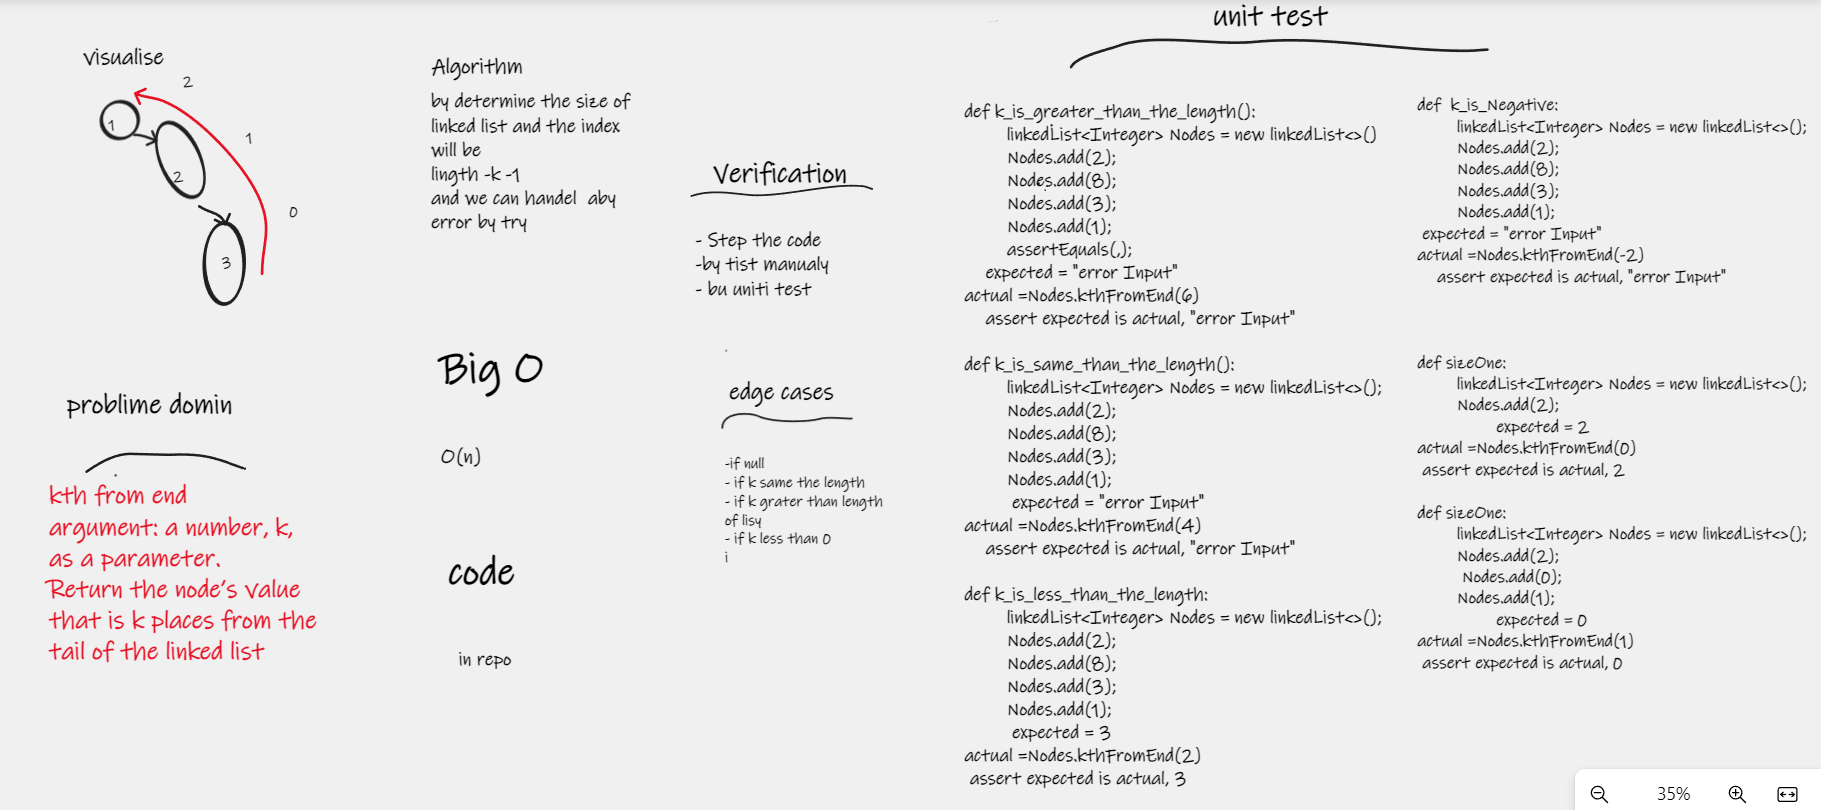 visualise
2
1
1
2
0
3
problime domin
kth from end
argument: a number, k,
as a parameter.
Return the node's value
that is k places from the
tail of the linked list
Algorithm
by determine the size of
linked list and the index
will be
lingth -k -1
and we can handel aby
error by try
Big O
O(n)
code
in repo
Verification
- Step the code
-by tist manualy
- bu uniti test
edge cases
-if null
- if k same the length
- if k grater than length
of lisy
- if k less than 0
i
unit test
def k_is_greater_than_the_length():
linkedList<Integer> Nodes = new linkedList<>()
Nodes.add(2);
Nodes.add(8);
Nodes.add(3);
Nodes.add(1);
assertEquals(,);
expected = "error Input"
actual =Nodes.kthFromEnd(6)
assert expected is actual, "error Input"
def k_is_same_than_the_length():
linkedList<Integer> Nodes = new linkedList<>();
Nodes.add(2);
Nodes.add(8);
Nodes.add(3);
Nodes.add(1);
expected = "error Input"
actual =Nodes.kthFromEnd(4)
assert expected is actual, "error Input"
def k_is_less_than_the_length:
linkedList<Integer> Nodes = new linkedList<>();
Nodes.add(2);
Nodes.add(8);
Nodes.add(3);
Nodes.add(1);
expected = 3
actual =Nodes.kthFromEnd(2)
assert expected is actual, 3
def k_is_Negative:
linkedList<Integer> Nodes = new linkedList<>();
Nodes.add(2);
Nodes.add(8);
Nodes.add(3);
Nodes.add(1);
expected = "error Input"
actual =Nodes.kthFromEnd(-2)
assert expected is actual, "error Input"
def sizeOne:
linkedList<Integer> Nodes = new linkedList<>();
Nodes.add(2);
expected = 2
actual =Nodes.kthFromEnd(0)
assert expected is actual, 2
def sizeOne:
linkedList<Integer> Nodes = new linkedList<>();
Nodes.add(2);
Nodes.add(0);
Nodes.add(1);
expected = 0
actual =Nodes.kthFromEnd(1)
assert expected is actual, 0
35%